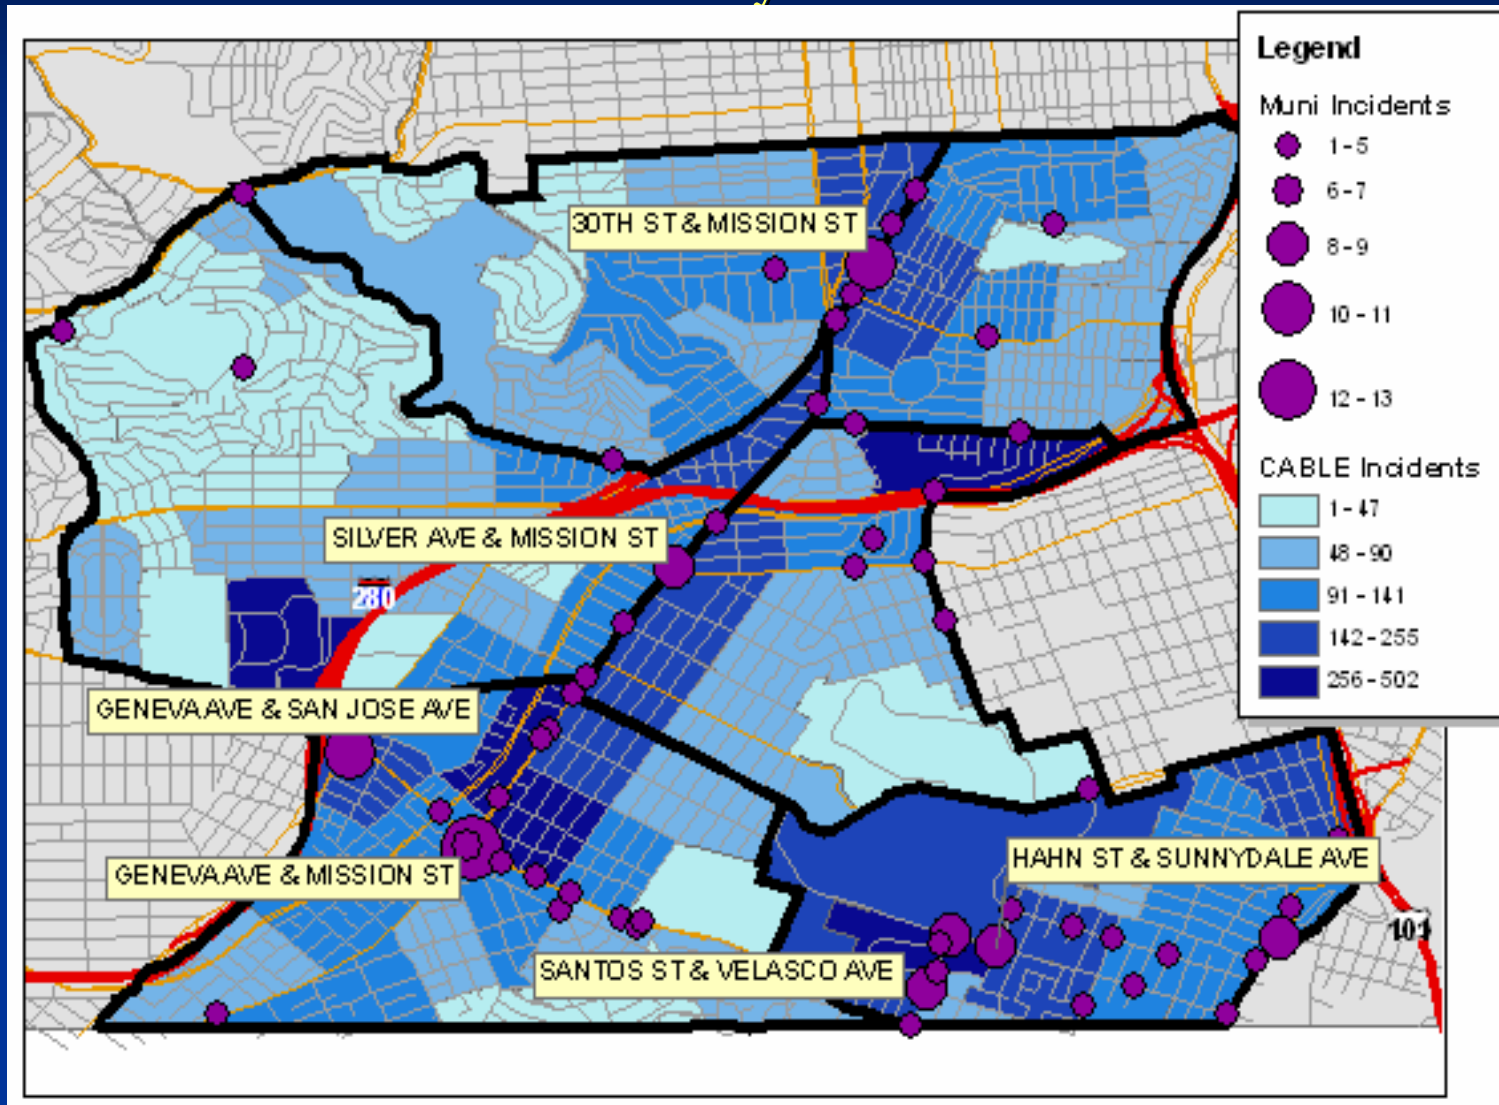 Legend
Muni Incidents
1 - 5
6 - 7
8 - 9
10 - 11
12 - 13
CABLE Incidents
1 - 47
48 - 90
91 - 141
142 - 255
256 - 502
30TH ST & MISSION ST
SILVER AVE & MISSION ST
280
GENEVA AVE & SAN JOSE AVE
GENEVA AVE & MISSION ST
HAHN ST & SUNNYDALE AVE
101
SANTOS ST & VELASCO AVE